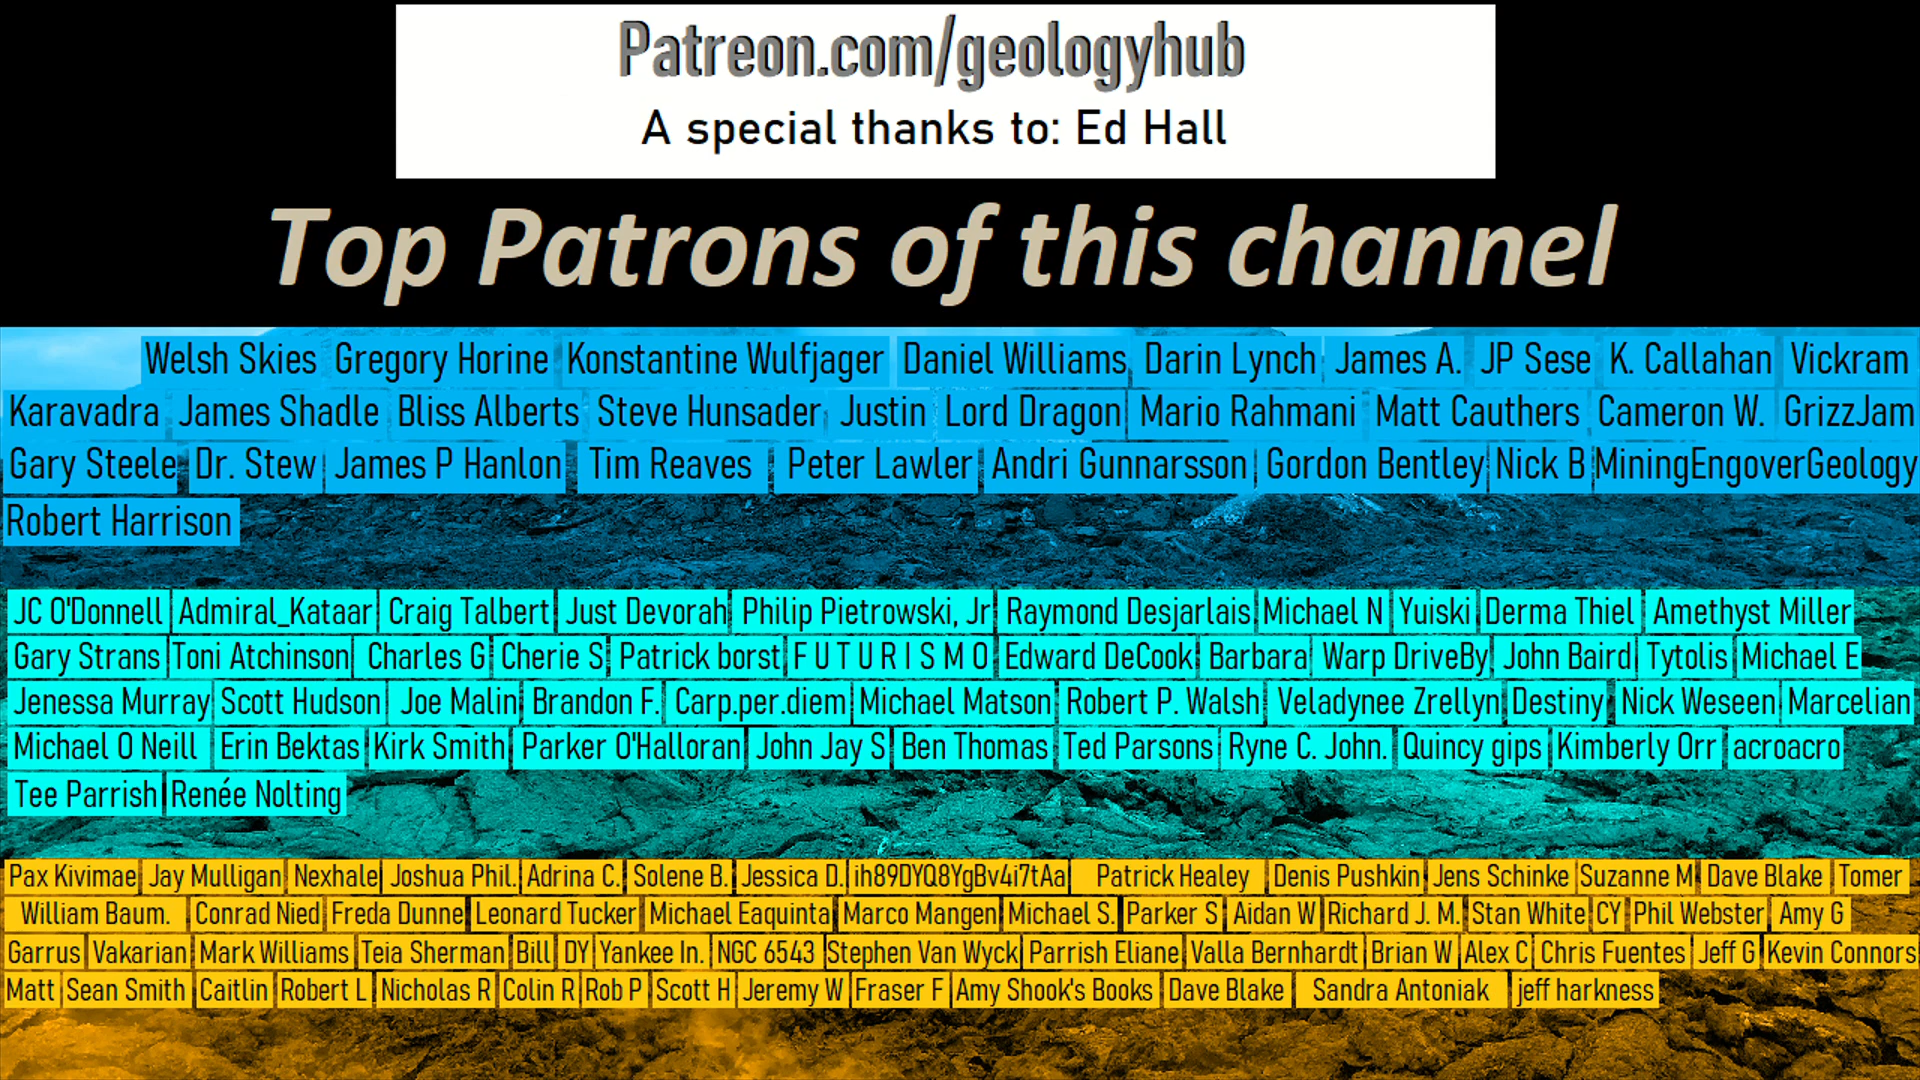 Patreon.com/geologyhub
A special thanks to: Ed Hall
Top Patrons of this channel
Welsh Skies Gregory Horine Konstantine Wulfjager Daniel Williams Darin Lynch James A. JP Sese K. Callahan Vickram
Karavadra James Shadle Bliss Alberts Steve Hunsader Justin Lord Dragon Mario Rahmani Matt Cauthers Cameron W. GrizzJam
Gary Steele Dr. Stew James P Hanlon Tim Reaves Peter Lawler Andri Gunnarsson Gordon Bentley Nick B MiningEngoverGeology
Robert Harrison
JC O'Donnell Admiral_Kataar Craig Talbert Just Devorah Philip Pietrowski, Jr Raymond Desjarlais Michael N Yuiski Derma Thiel Amethyst Miller
Gary Strans Toni Atchinson Charles G Cherie S Patrick borst F U T U R I S M O Edward DeCook Barbara Warp DriveBy John Baird Tytolis Michael E
Jenessa Murray Scott Hudson Joe Malin Brandon F. Carp.per.diem Michael Matson Robert P. Walsh Veladynee Zrellyn Destiny Nick Weseen Marcelian
Michael O Neill Erin Bektas Kirk Smith Parker O'Halloran John Jay S Ben Thomas Ted Parsons Ryne C. John. Quincy gips Kimberly Orr acroacro
Tee Parrish Renée Nolting
Pax Kivimae Jay Mulligan Nexhale Joshua Phil. Adrina C. Solene B. Jessica D. ih89DYQ8YgBv4i7tAa Patrick Healey Denis Pushkin Jens Schinke Suzanne M Dave Blake Tomer
William Baum. Conrad Nied Freda Dunne Leonard Tucker Michael Eaquinta Marco Mangen Michael S. Parker S Aidan W Richard J. M. Stan White CY Phil Webster Amy G
Garrus Vakarian Mark Williams Teia Sherman Bill DY Yankee In. NGC 6543 Stephen Van Wyck Parrish Eliane Valla Bernhardt Brian W Alex C Chris Fuentes Jeff G Kevin Connors
Matt Sean Smith Caitlin Robert L Nicholas R Colin R Rob P Scott H Jeremy W Fraser F Amy Shook's Books Dave Blake Sandra Antoniak jeff harkness